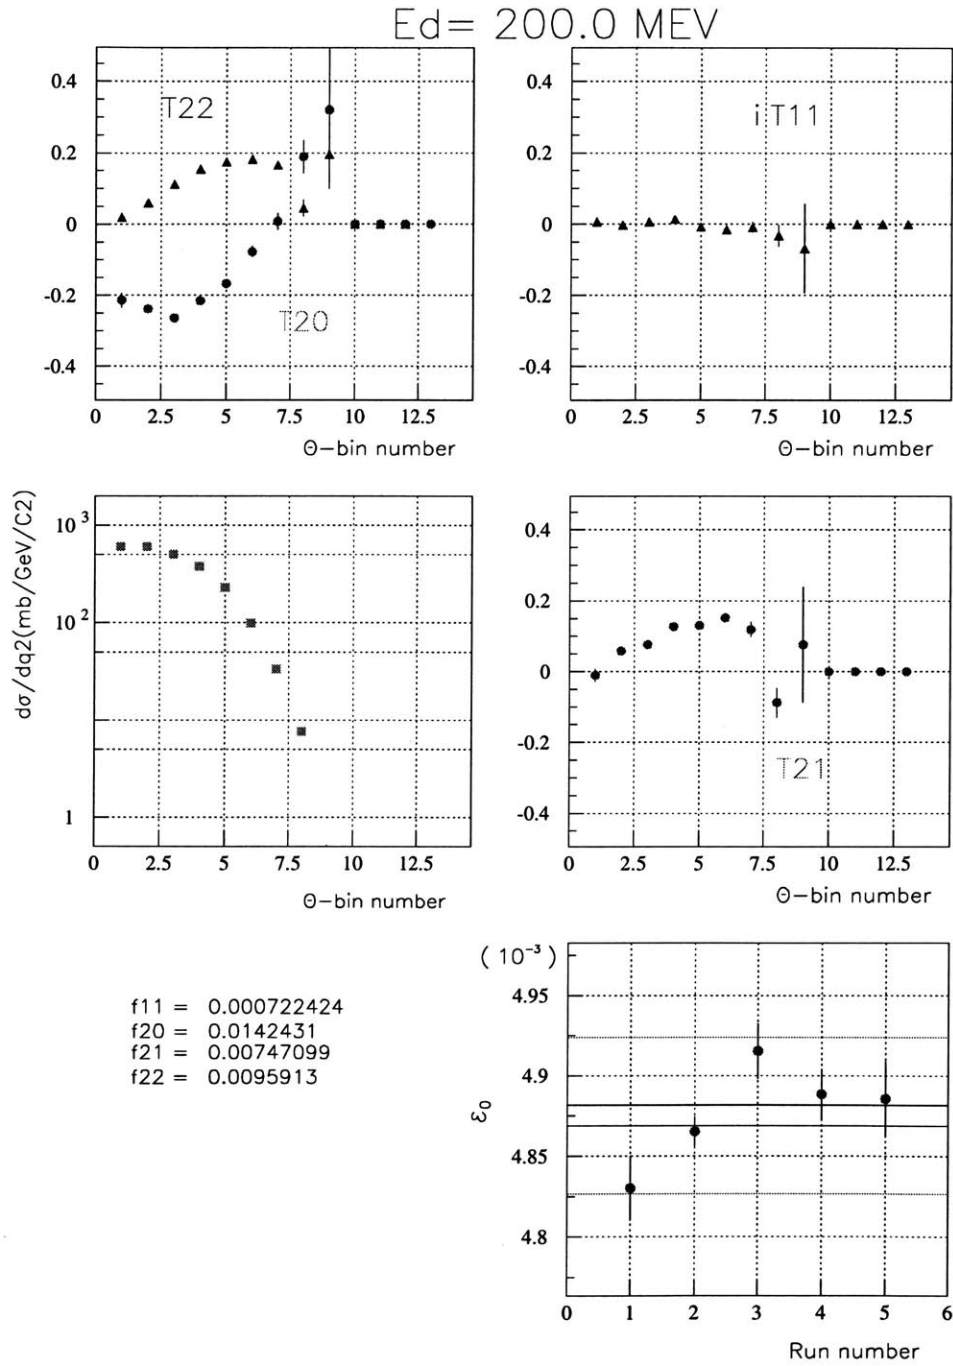 Ed= 200.0 MEV
0.4
0.2
0
-0.2
-0.4
T22
T20
0 2.5 5 7.5 10 12.5
Θ-bin number
0.4
0.2
0
-0.2
-0.4
iT11
0 2.5 5 7.5 10 12.5
Θ-bin number
dσ/dq2(mb/GeV/C2)
10 3
10 2
1
0 2.5 5 7.5 10 12.5
Θ-bin number
0.4
0.2
0
-0.2
-0.4
T21
0 2.5 5 7.5 10 12.5
Θ-bin number
f11 = 0.000722424
f20 = 0.0142431
f21 = 0.00747099
f22 = 0.0095913
(10⁻³)
ε₀
4.95
4.9
4.85
4.8
0 1 2 3 4 5 6
Run number